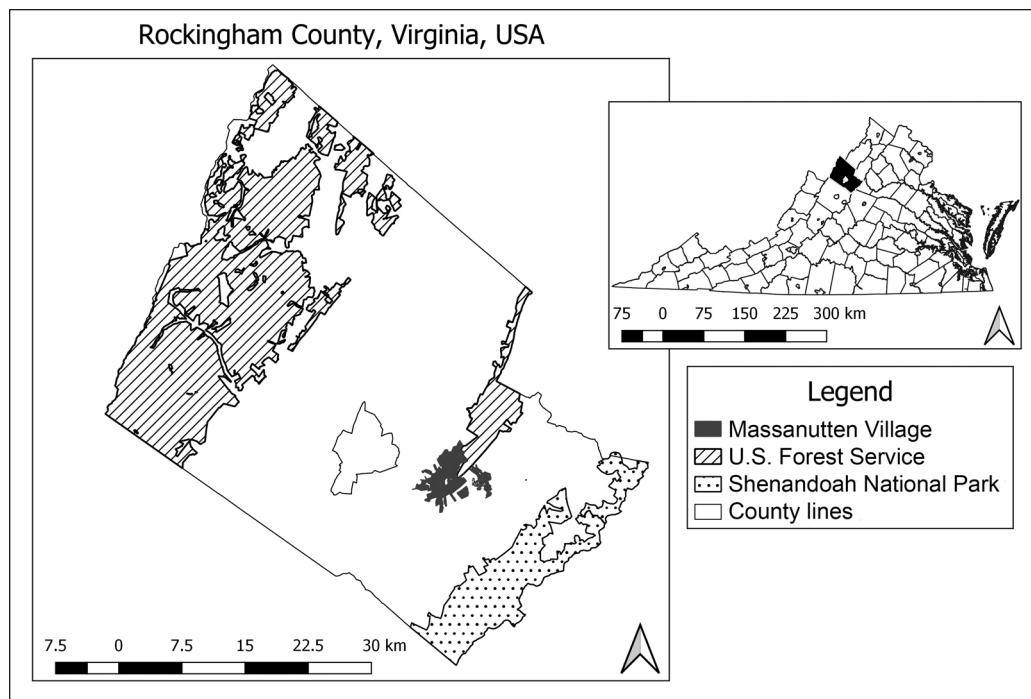 Rockingham County, Virginia, USA
75 0 75 150 225 300 km
Legend
Massanutten Village
U.S. Forest Service
Shenandoah National Park
County lines
7.5 0 7.5 15 22.5 30 km